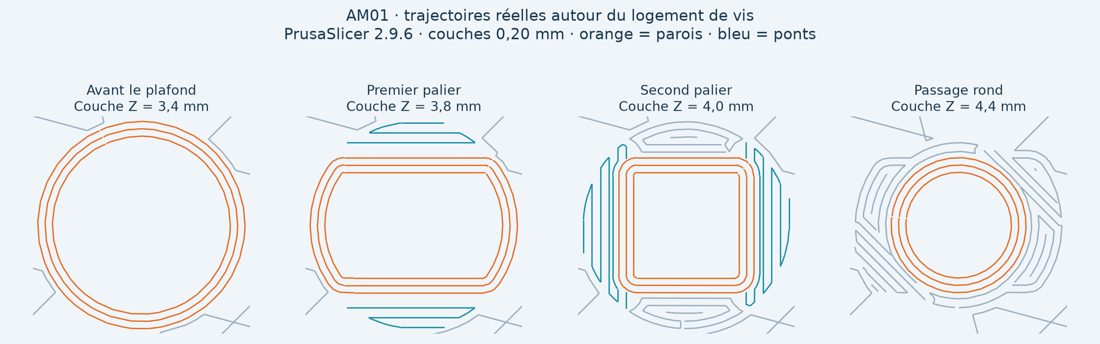 AM01 · trajectoires réelles autour du logement de vis
PrusaSlicer 2.9.6 · couches 0,20 mm · orange = parois · bleu = ponts
Avant le plafond
Couche Z = 3,4 mm
Premier palier
Couche Z = 3,8 mm
Second palier
Couche Z = 4,0 mm
Passage rond
Couche Z = 4,4 mm